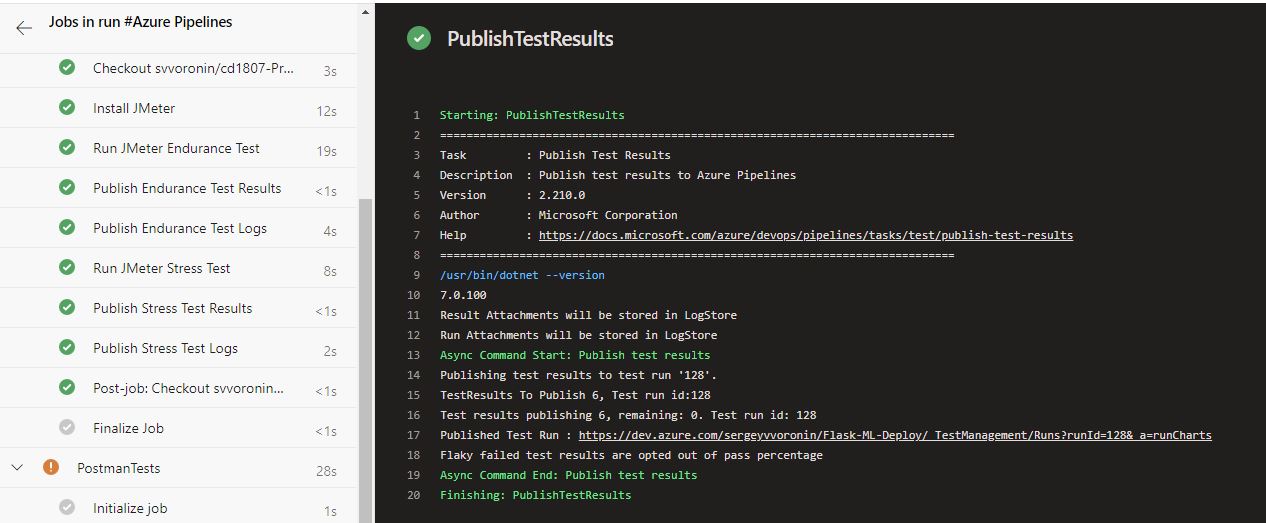 Jobs in run #Azure Pipelines
Checkout svvoronin/cd1807-Pr... 3s
Install JMeter 12s
Run JMeter Endurance Test 19s
Publish Endurance Test Results <1s
Publish Endurance Test Logs 4s
Run JMeter Stress Test 8s
Publish Stress Test Results <1s
Publish Stress Test Logs 2s
Post-job: Checkout svvoronin... <1s
Finalize Job <1s
PostmanTests 28s
Initialize job 1s
PublishTestResults
1 Starting: PublishTestResults
2 ==============================================================================
3 Task : Publish Test Results
4 Description : Publish test results to Azure Pipelines
5 Version : 2.210.0
6 Author : Microsoft Corporation
7 Help : https://docs.microsoft.com/azure/devops/pipelines/tasks/test/publish-test-results
8 ==============================================================================
9 /usr/bin/dotnet --version
10 7.0.100
11 Result Attachments will be stored in LogStore
12 Run Attachments will be stored in LogStore
13 Async Command Start: Publish test results
14 Publishing test results to test run '128'.
15 TestResults To Publish 6, Test run id:128
16 Test results publishing 6, remaining: 0. Test run id: 128
17 Published Test Run : https://dev.azure.com/sergeyvvoronin/Flask-ML-Deploy/_TestManagement/Runs?runId=128&_a=runCharts
18 Flaky failed test results are opted out of pass percentage
19 Async Command End: Publish test results
20 Finishing: PublishTestResults